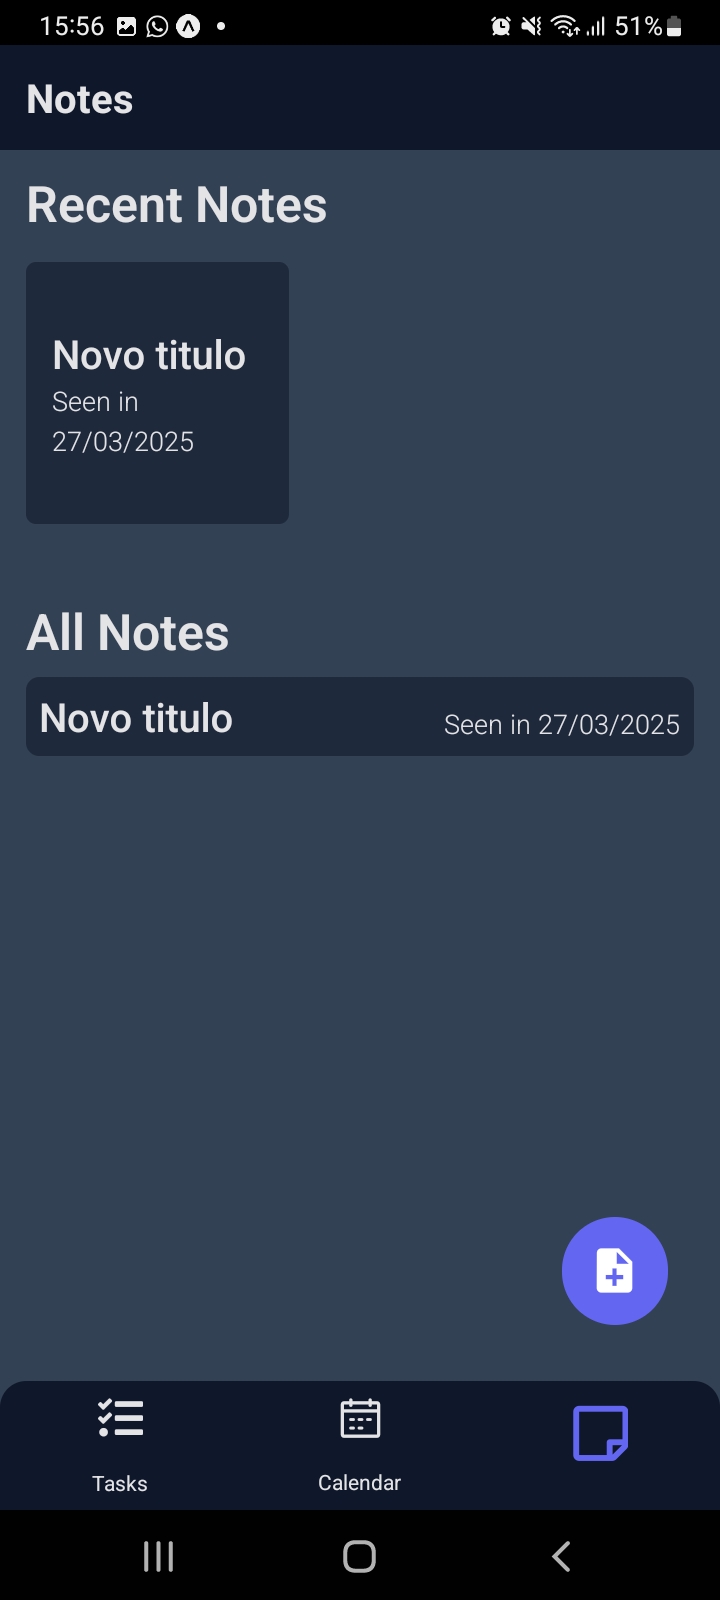 15:56 51%
Notes
Recent Notes
Novo titulo
Seen in
27/03/2025
All Notes
Novo titulo Seen in 27/03/2025
Tasks Calendar